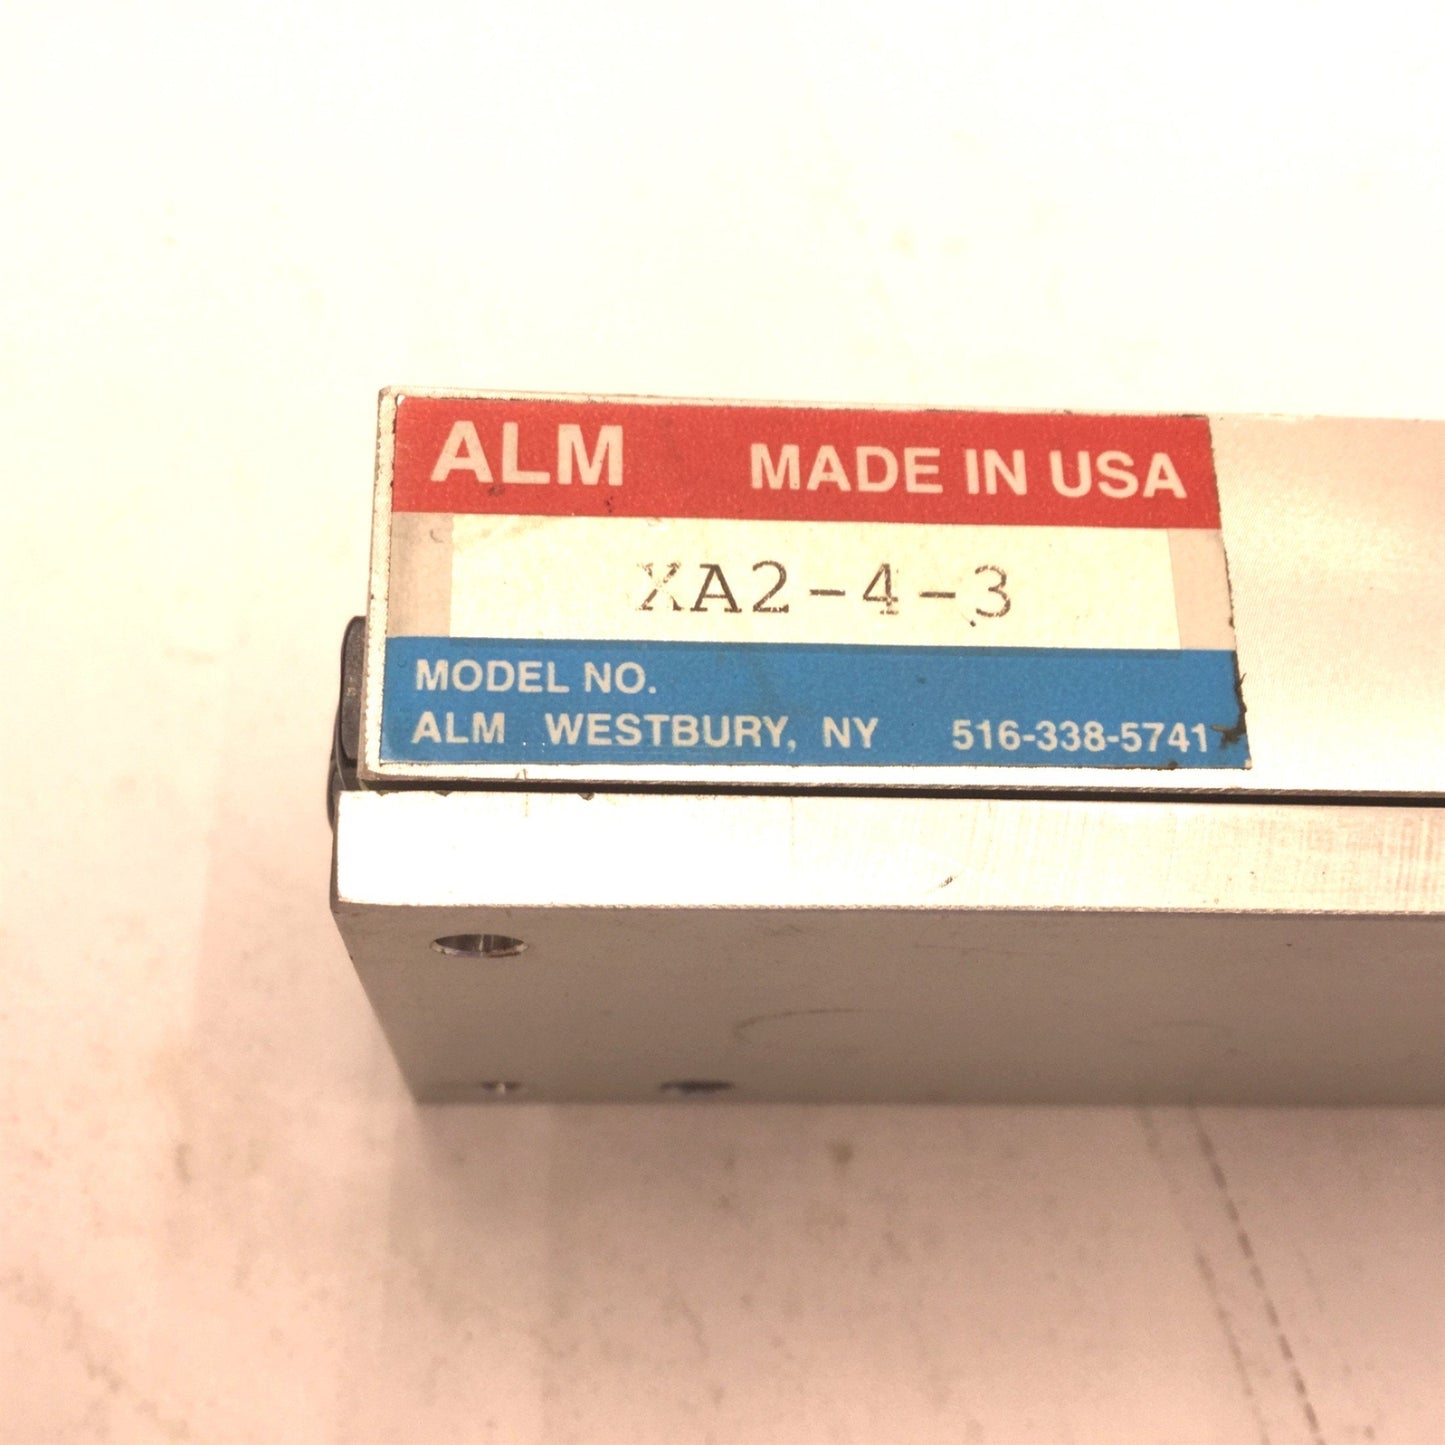 ALM MADE IN USA
XA2-4-3
MODEL NO.
ALM WESTBURY, NY 516-338-5741